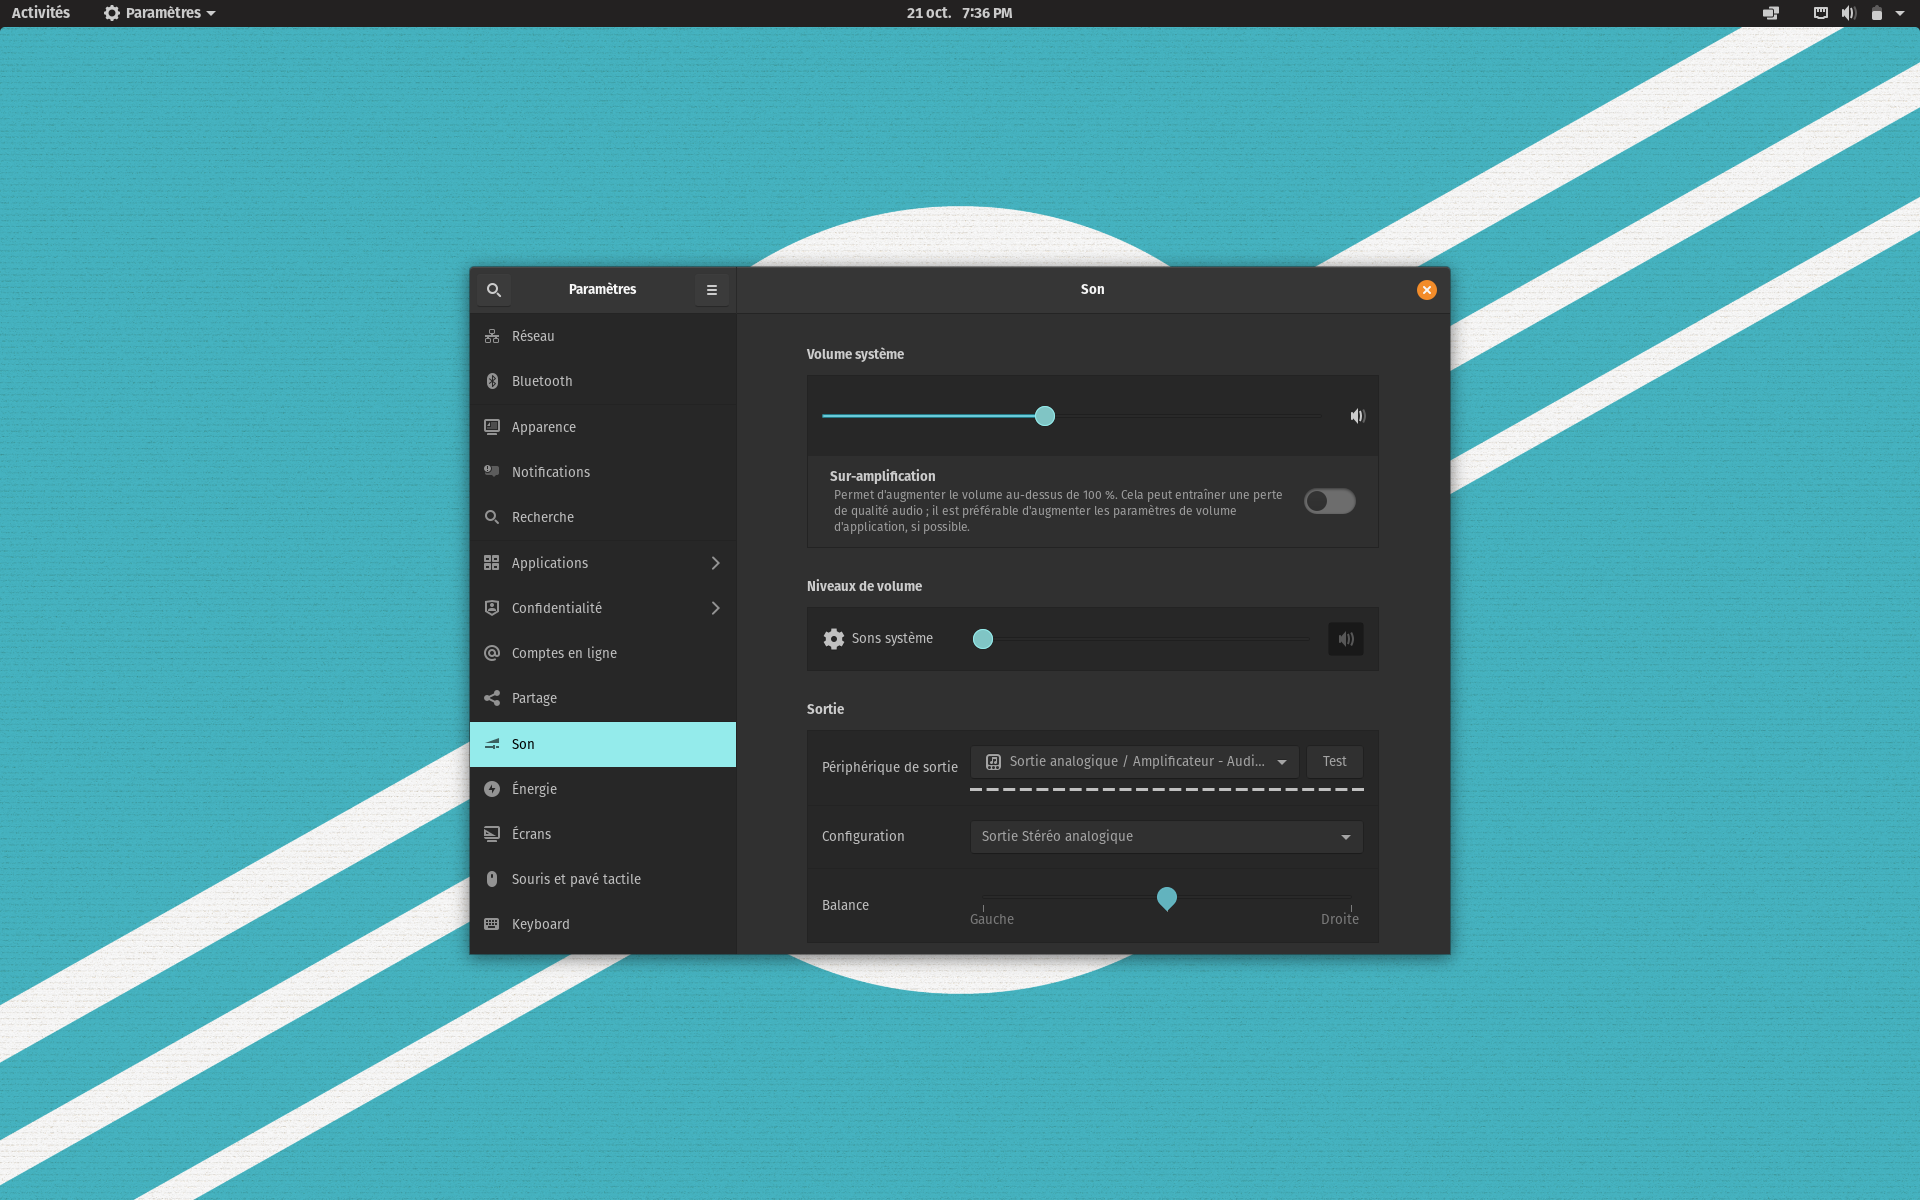 Activités
Paramètres
21 oct. 7:36 PM
Paramètres
Son
Réseau
Bluetooth
Apparence
Notifications
Recherche
Applications
Confidentialité
Comptes en ligne
Partage
Son
Énergie
Écrans
Souris et pavé tactile
Keyboard
Volume système
Sur-amplification
Permet d'augmenter le volume au-dessus de 100 %. Cela peut entraîner une perte
de qualité audio ; il est préférable d'augmenter les paramètres de volume
d'application, si possible.
Niveaux de volume
Sons système
Sortie
Périphérique de sortie
Sortie analogique / Amplificateur - Audi...
Test
Configuration
Sortie Stéréo analogique
Balance
Gauche
Droite